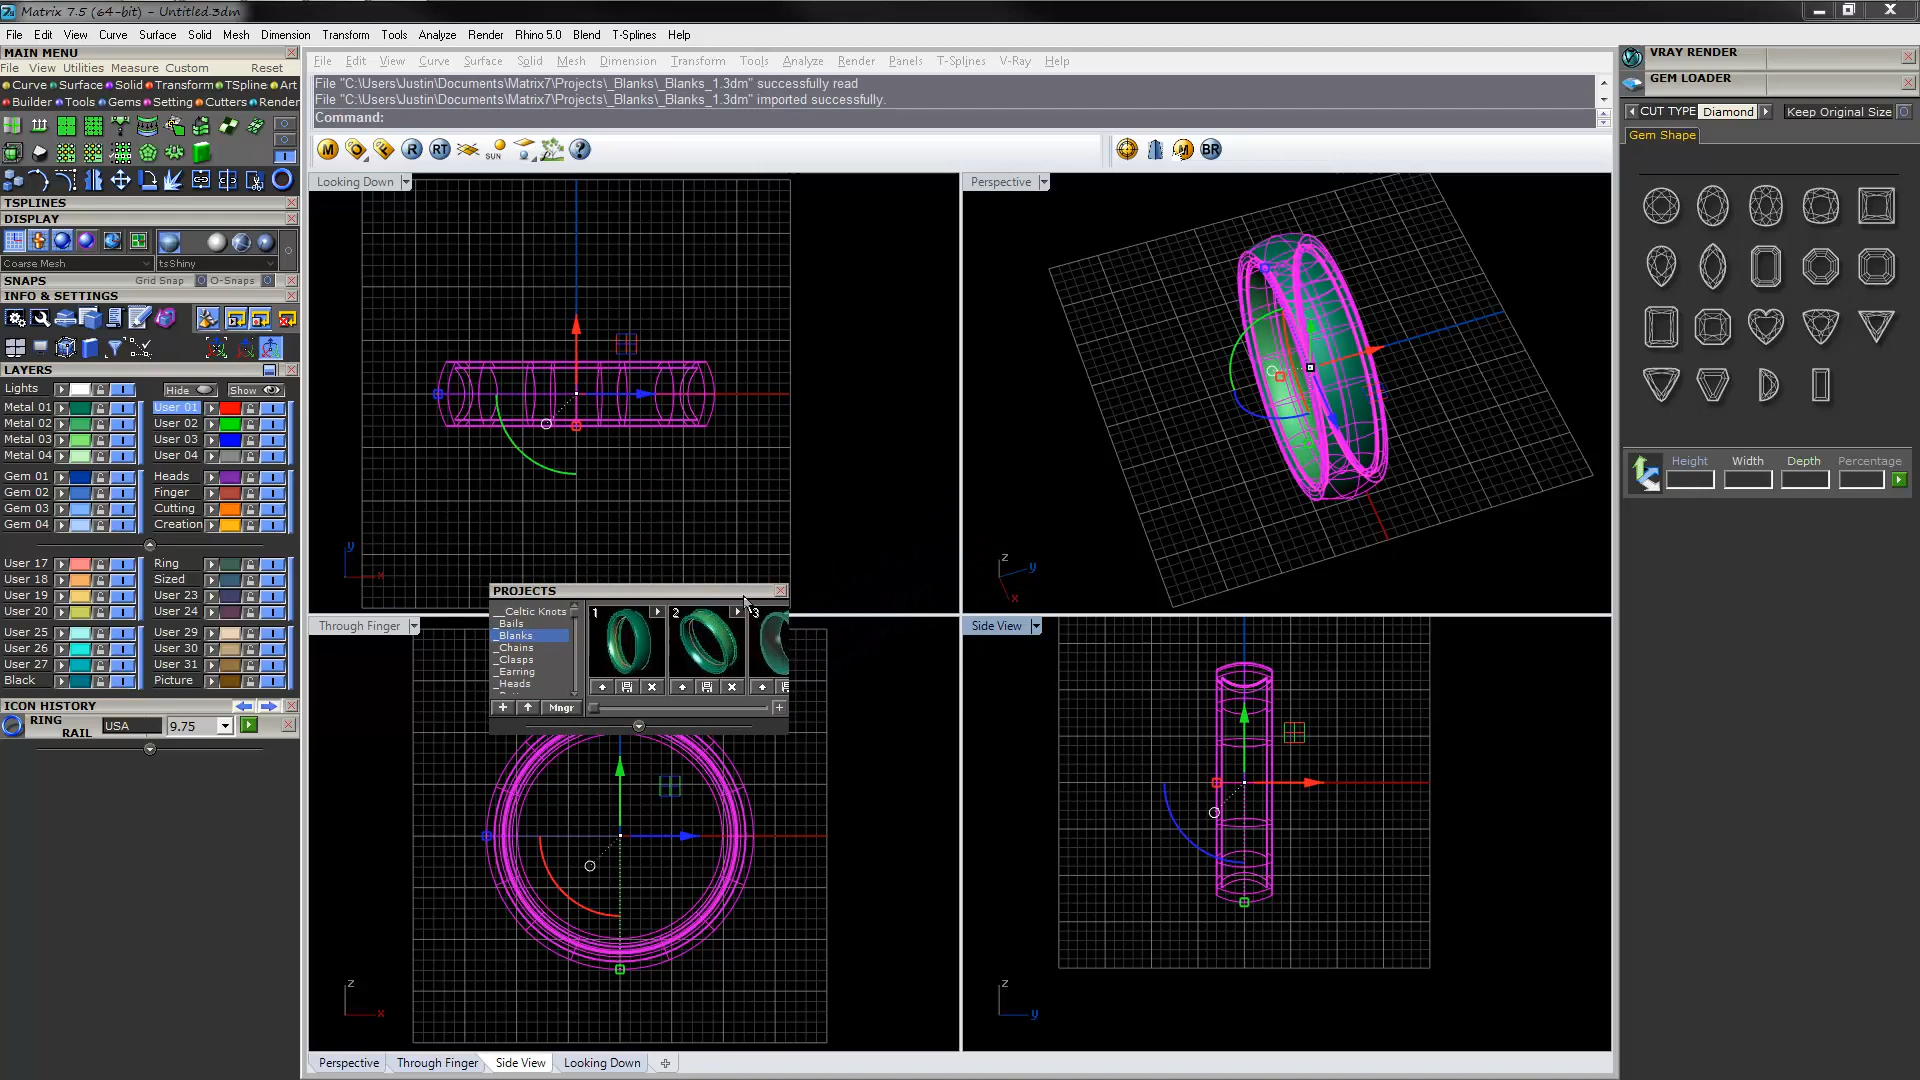 Matrix 7.5 (64-bit) - Untitled.3dm
File Edit View Curve Surface Solid Mesh Dimension Transform Tools Analyze Render Rhino 5.0 Blend T-Splines Help
MAIN MENU
File View Utilities Measure Custom Reset
Curve Surface Solid Transform TSpline Art
Builder Tools Gems Setting Cutters Render
TSPLINES
DISPLAY
Coarse Mesh tsShiny
SNAPS Grid Snap O-Snaps
INFO & SETTINGS
LAYERS
Lights Hide Show
Metal 01 User 01
Metal 02 User 02
Metal 03 User 03
Metal 04 User 04
Gem 01 Heads
Gem 02 Finger
Gem 03 Cutting
Gem 04 Creation
User 17 Ring
User 18 Sized
User 19 User 23
User 20 User 24
User 25 User 29
User 26 User 30
User 27 User 31
Black Picture
ICON HISTORY
RING RAIL USA 9.75
File Edit View Curve Surface Solid Mesh Dimension Transform Tools Analyze Render Panels T-Splines V-Ray Help
File "C:\Users\Justin\Documents\Matrix7\Projects\_Blanks\_Blanks_1.3dm" successfully read
File "C:\Users\Justin\Documents\Matrix7\Projects\_Blanks\_Blanks_1.3dm" imported successfully.
Command:
M O F R RT SUN ? M BR
Looking Down
y
x
Perspective
z
y
x
PROJECTS
__Celtic Knots
_Bails
_Blanks
_Chains
_Clasps
_Earring
_Heads
1 2 3
Mngr
Through Finger
z
x
Side View
z
y
Perspective Through Finger Side View Looking Down
VRAY RENDER
GEM LOADER
CUT TYPE Diamond Keep Original Size
Gem Shape
Height Width Depth Percentage